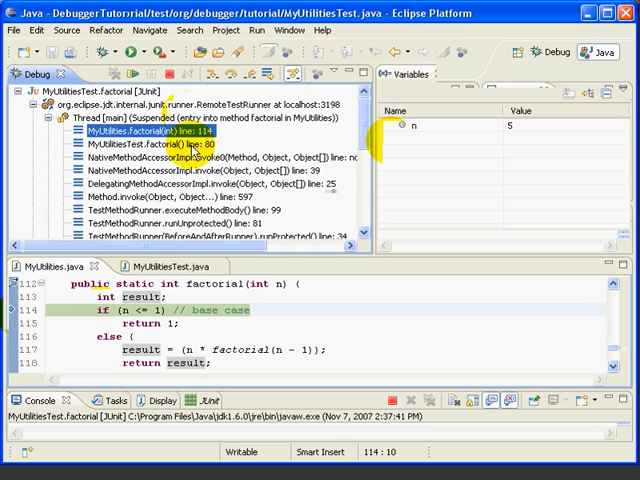 Java - DebuggerTutorrial/test/org/debugger/tutorial/MyUtilitiesTest.java - Eclipse Platform
File Edit Source Refactor Navigate Search Project Run Window Help
Debug Java
Debug
MyUtilitiesTest.factorial [JUnit]
org.eclipse.jdt.internal.junit.runner.RemoteTestRunner at localhost:3198
Thread [main] (Suspended (entry into method factorial in MyUtilities))
MyUtilities.factorial(int) line: 114
MyUtilitiesTest.factorial() line: 80
NativeMethodAccessorImpl.invoke0(Method, Object, Object[]) line: no
NativeMethodAccessorImpl.invoke(Object, Object[]) line: 39
DelegatingMethodAccessorImpl.invoke(Object, Object[]) line: 25
Method.invoke(Object, Object...) line: 597
TestMethodRunner.executeMethodBody() line: 99
TestMethodRunner.runUnprotected() line: 81
TestMethodRunner(BeforeAndAfterRunner).runProtected() line: 34
Variables
Name Value
n 5
MyUtilities.java MyUtilitiesTest.java
112 public static int factorial(int n) {
113 int result;
114 if (n <= 1) // base case
115 return 1;
116 else {
117 result = (n * factorial(n - 1));
118 return result;
Console Tasks Display JUnit
MyUtilitiesTest.factorial [JUnit] C:\Program Files\Java\jdk1.6.0\jre\bin\javaw.exe (Nov 7, 2007 2:37:41 PM)
Writable Smart Insert 114 : 10